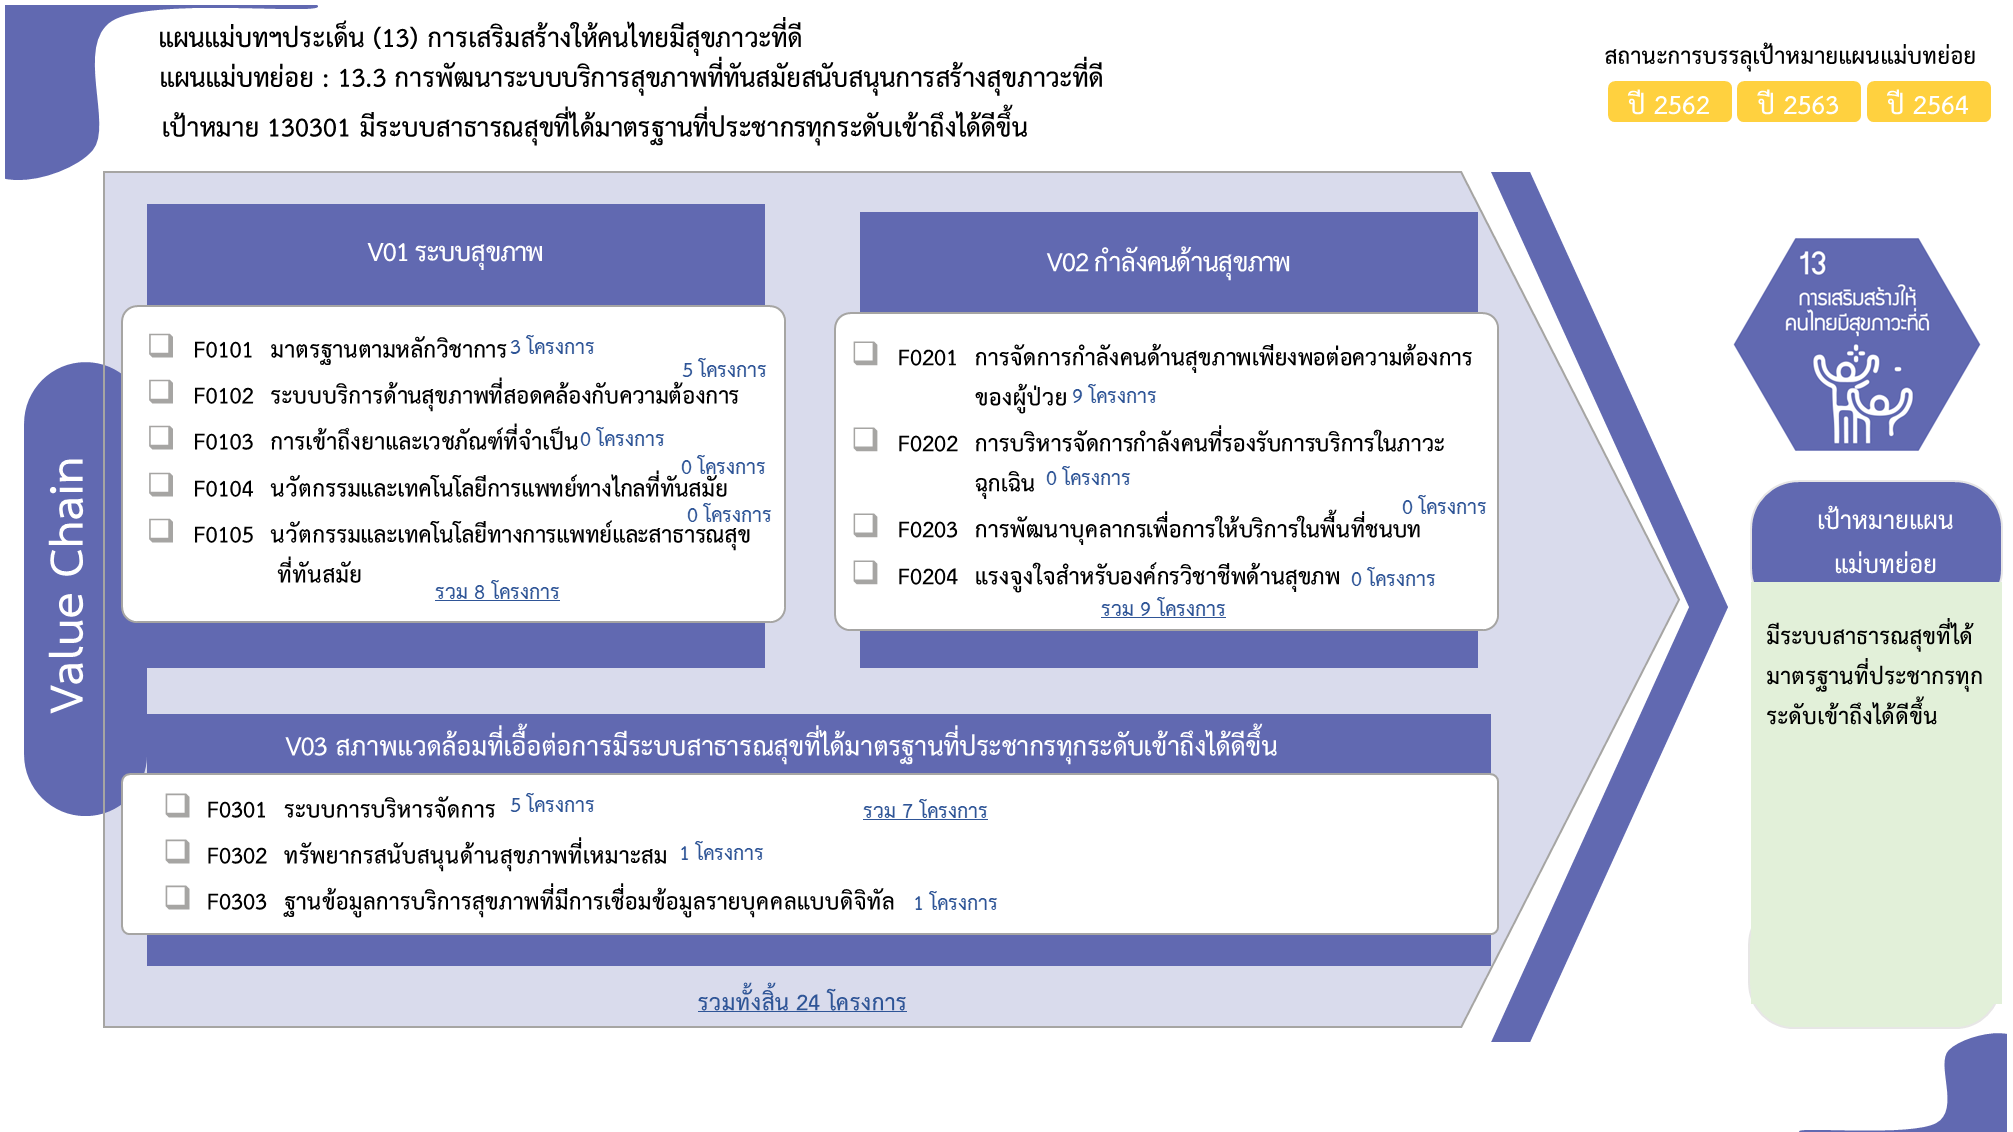 แผนแม่บทฯประเด็น (13) การเสริมสร้างให้คนไทยมีสุขภาวะที่ดี
แผนแม่บทย่อย : 13.3 การพัฒนาระบบบริการสุขภาพที่ทันสมัยสนับสนุนการสร้างสุขภาวะที่ดี
เป้าหมาย 130301 มีระบบสาธารณสุขที่ได้มาตรฐานที่ประชากรทุกระดับเข้าถึงได้ดีขึ้น
สถานะการบรรลุเป้าหมายแผนแม่บทย่อย
ปี 2562 ปี 2563 ปี 2564
Value Chain
V01 ระบบสุขภาพ
F0101 มาตรฐานตามหลักวิชาการ 3 โครงการ
5 โครงการ
F0102 ระบบบริการด้านสุขภาพที่สอดคล้องกับความต้องการ
F0103 การเข้าถึงยาและเวชภัณฑ์ที่จำเป็น 0 โครงการ
0 โครงการ
F0104 นวัตกรรมและเทคโนโลยีการแพทย์ทางไกลที่ทันสมัย
0 โครงการ
F0105 นวัตกรรมและเทคโนโลยีทางการแพทย์และสาธารณสุข
ที่ทันสมัย
รวม 8 โครงการ
V02 กำลังคนด้านสุขภาพ
F0201 การจัดการกำลังคนด้านสุขภาพเพียงพอต่อความต้องการ
ของผู้ป่วย 9 โครงการ
F0202 การบริหารจัดการกำลังคนที่รองรับการบริการในภาวะ
ฉุกเฉิน 0 โครงการ
0 โครงการ
F0203 การพัฒนาบุคลากรเพื่อการให้บริการในพื้นที่ชนบท
F0204 แรงจูงใจสำหรับองค์กรวิชาชีพด้านสุขภพ 0 โครงการ
รวม 9 โครงการ
V03 สภาพแวดล้อมที่เอื้อต่อการมีระบบสาธารณสุขที่ได้มาตรฐานที่ประชากรทุกระดับเข้าถึงได้ดีขึ้น
F0301 ระบบการบริหารจัดการ 5 โครงการ รวม 7 โครงการ
F0302 ทรัพยากรสนับสนุนด้านสุขภาพที่เหมาะสม 1 โครงการ
F0303 ฐานข้อมูลการบริการสุขภาพที่มีการเชื่อมข้อมูลรายบุคคลแบบดิจิทัล 1 โครงการ
รวมทั้งสิ้น 24 โครงการ
13
การเสริมสร้างให้
คนไทยมีสุขภาวะที่ดี
เป้าหมายแผน
แม่บทย่อย
มีระบบสาธารณสุขที่ได้
มาตรฐานที่ประชากรทุก
ระดับเข้าถึงได้ดีขึ้น